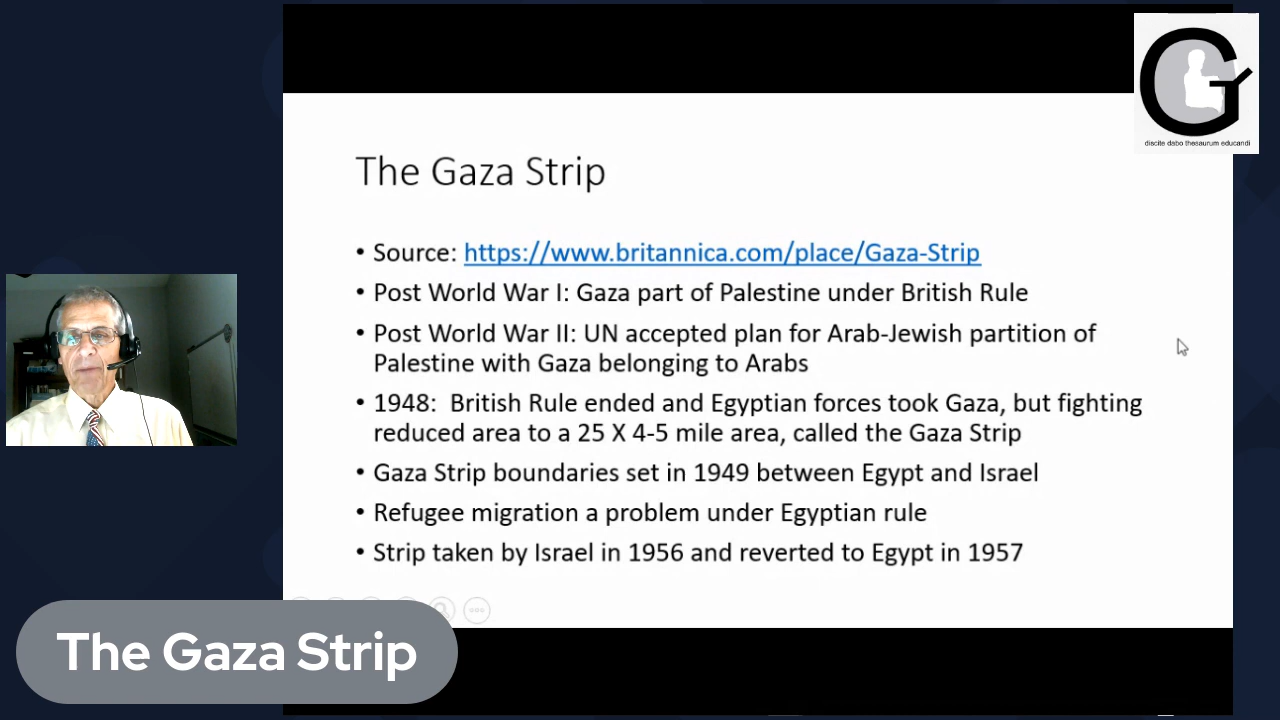 discite dabo thesaurum educandi
The Gaza Strip
• Source: https://www.britannica.com/place/Gaza-Strip
• Post World War I: Gaza part of Palestine under British Rule
• Post World War II: UN accepted plan for Arab-Jewish partition of
Palestine with Gaza belonging to Arabs
• 1948:  British Rule ended and Egyptian forces took Gaza, but fighting
reduced area to a 25 X 4-5 mile area, called the Gaza Strip
• Gaza Strip boundaries set in 1949 between Egypt and Israel
• Refugee migration a problem under Egyptian rule
• Strip taken by Israel in 1956 and reverted to Egypt in 1957
The Gaza Strip